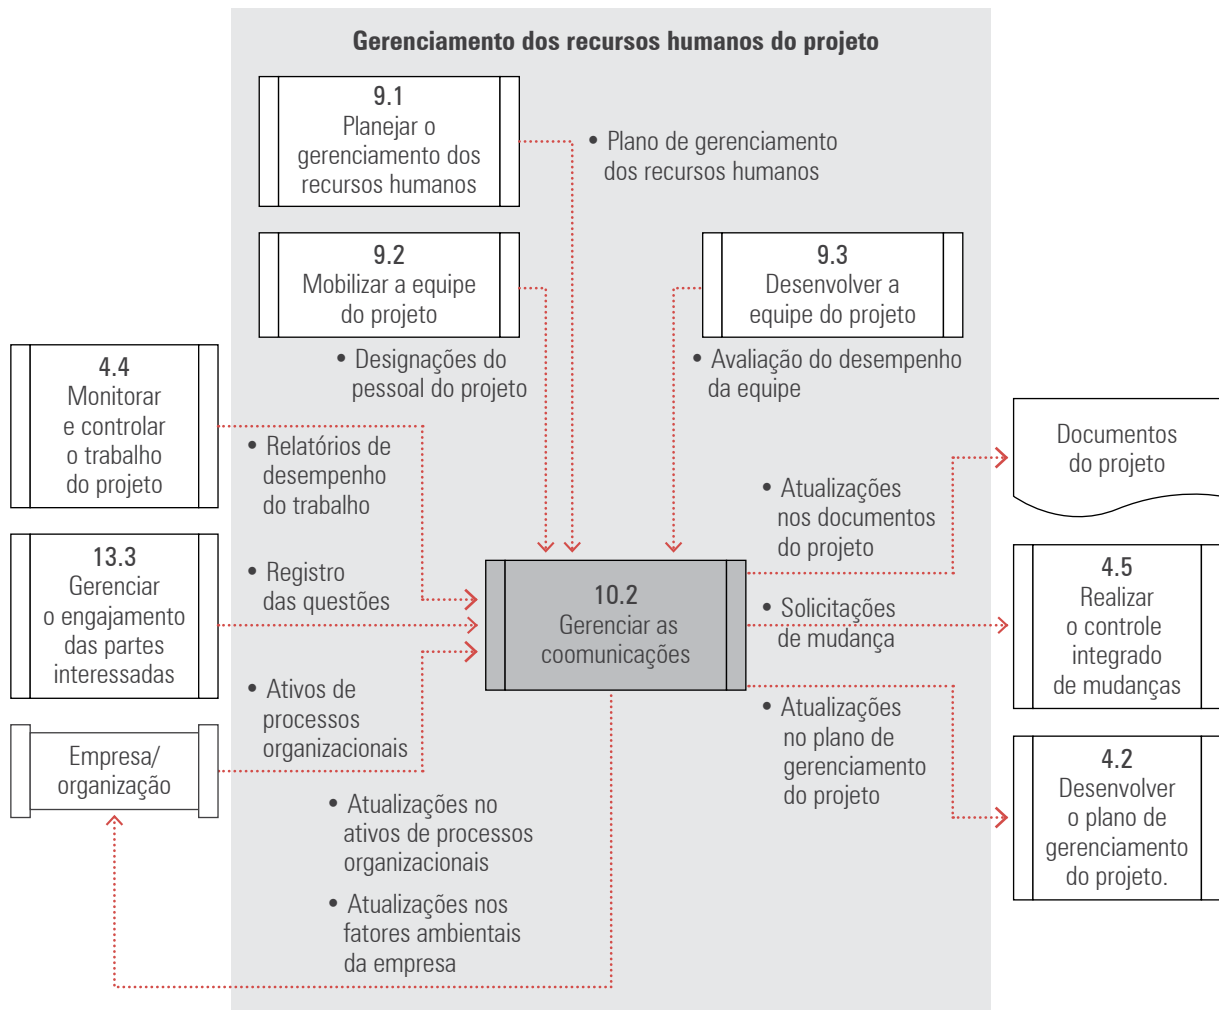 Gerenciamento dos recursos humanos do projeto
9.1
Planejar o
gerenciamento dos
recursos humanos
• Plano de gerenciamento
dos recursos humanos
9.2
Mobilizar a equipe
do projeto
9.3
Desenvolver a
equipe do projeto
• Designações do
pessoal do projeto
• Avaliação do desempenho
da equipe
4.4
Monitorar
e controlar
o trabalho
do projeto
• Relatórios de
desempenho
do trabalho
Documentos
do projeto
• Atualizações
nos documentos
do projeto
13.3
Gerenciar
o engajamento
das partes
interessadas
• Registro
das questões
10.2
Gerenciar as
coomunicações
• Solicitações
de mudança
4.5
Realizar
o controle
integrado
de mudanças
• Ativos de
processos
organizacionais
• Atualizações
no plano de
gerenciamento
do projeto
Empresa/
organização
4.2
Desenvolver
o plano de
gerenciamento
do projeto.
• Atualizações no
ativos de processos
organizacionais
• Atualizações nos
fatores ambientais
da empresa